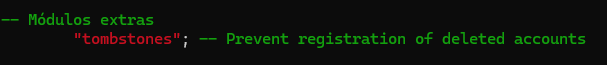 -- Módulos extras
"tombstones"; -- Prevent registration of deleted accounts